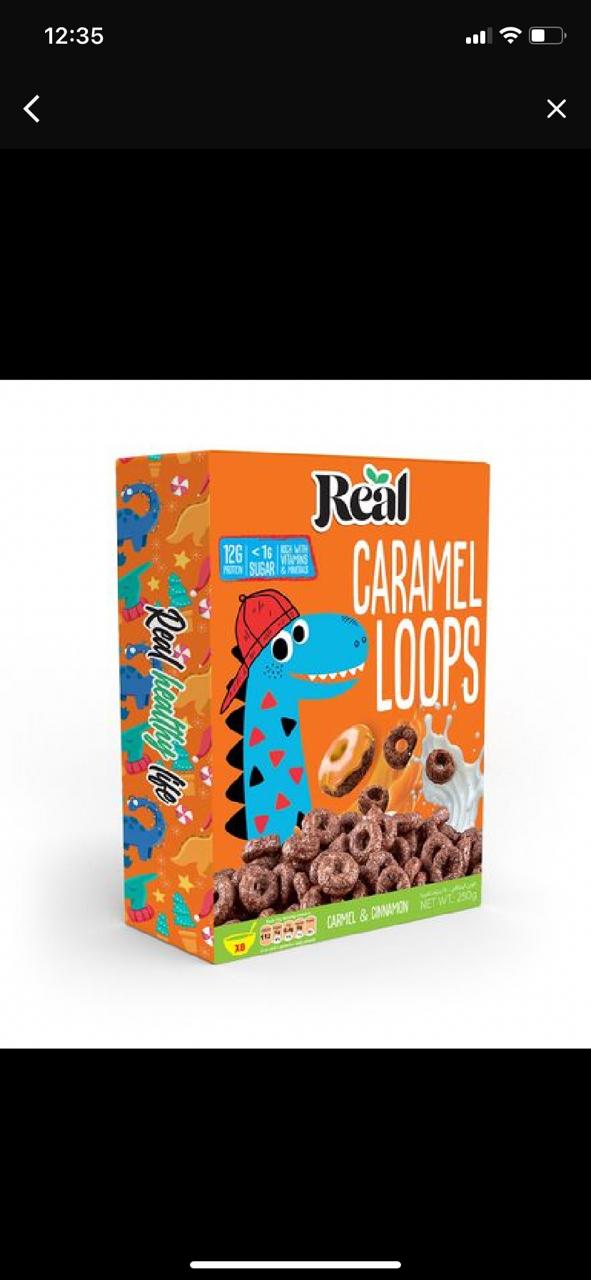 12:35
Real
12G
PROTEIN
<1G
SUGAR
RICH WITH
VITAMINS
& MINERALS
CARAMEL
LOOPS
Real healthy life
X8
CARMEL & CINNAMON
NET WT. 250g